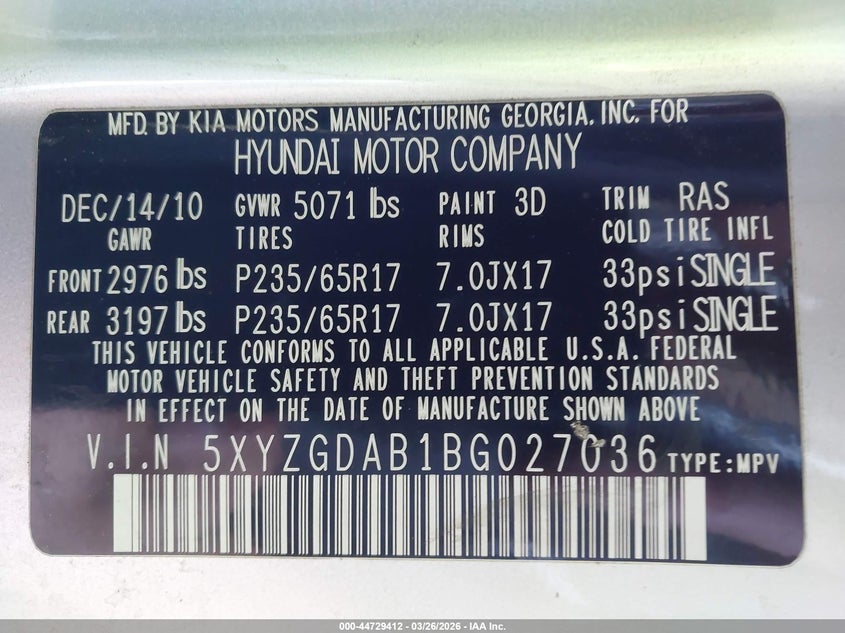 MFD. BY KIA MOTORS MANUFACTURING GEORGIA, INC. FOR
HYUNDAI MOTOR COMPANY
DEC/14/10 GVWR 5071 lbs PAINT 3D TRIM RAS
GAWR TIRES RIMS COLD TIRE INFL
FRONT 2976 lbs P235/65R17 7.0JX17 33psi SINGLE
REAR 3197 lbs P235/65R17 7.0JX17 33psi SINGLE
THIS VEHICLE CONFORMS TO ALL APPLICABLE U.S.A. FEDERAL
MOTOR VEHICLE SAFETY AND THEFT PREVENTION STANDARDS
IN EFFECT ON THE DATE OF MANUFACTURE SHOWN ABOVE
V.I.N 5XYZGDAB1BG027036 TYPE:MPV
000-44729412 - 03/26/2026 - IAA Inc.